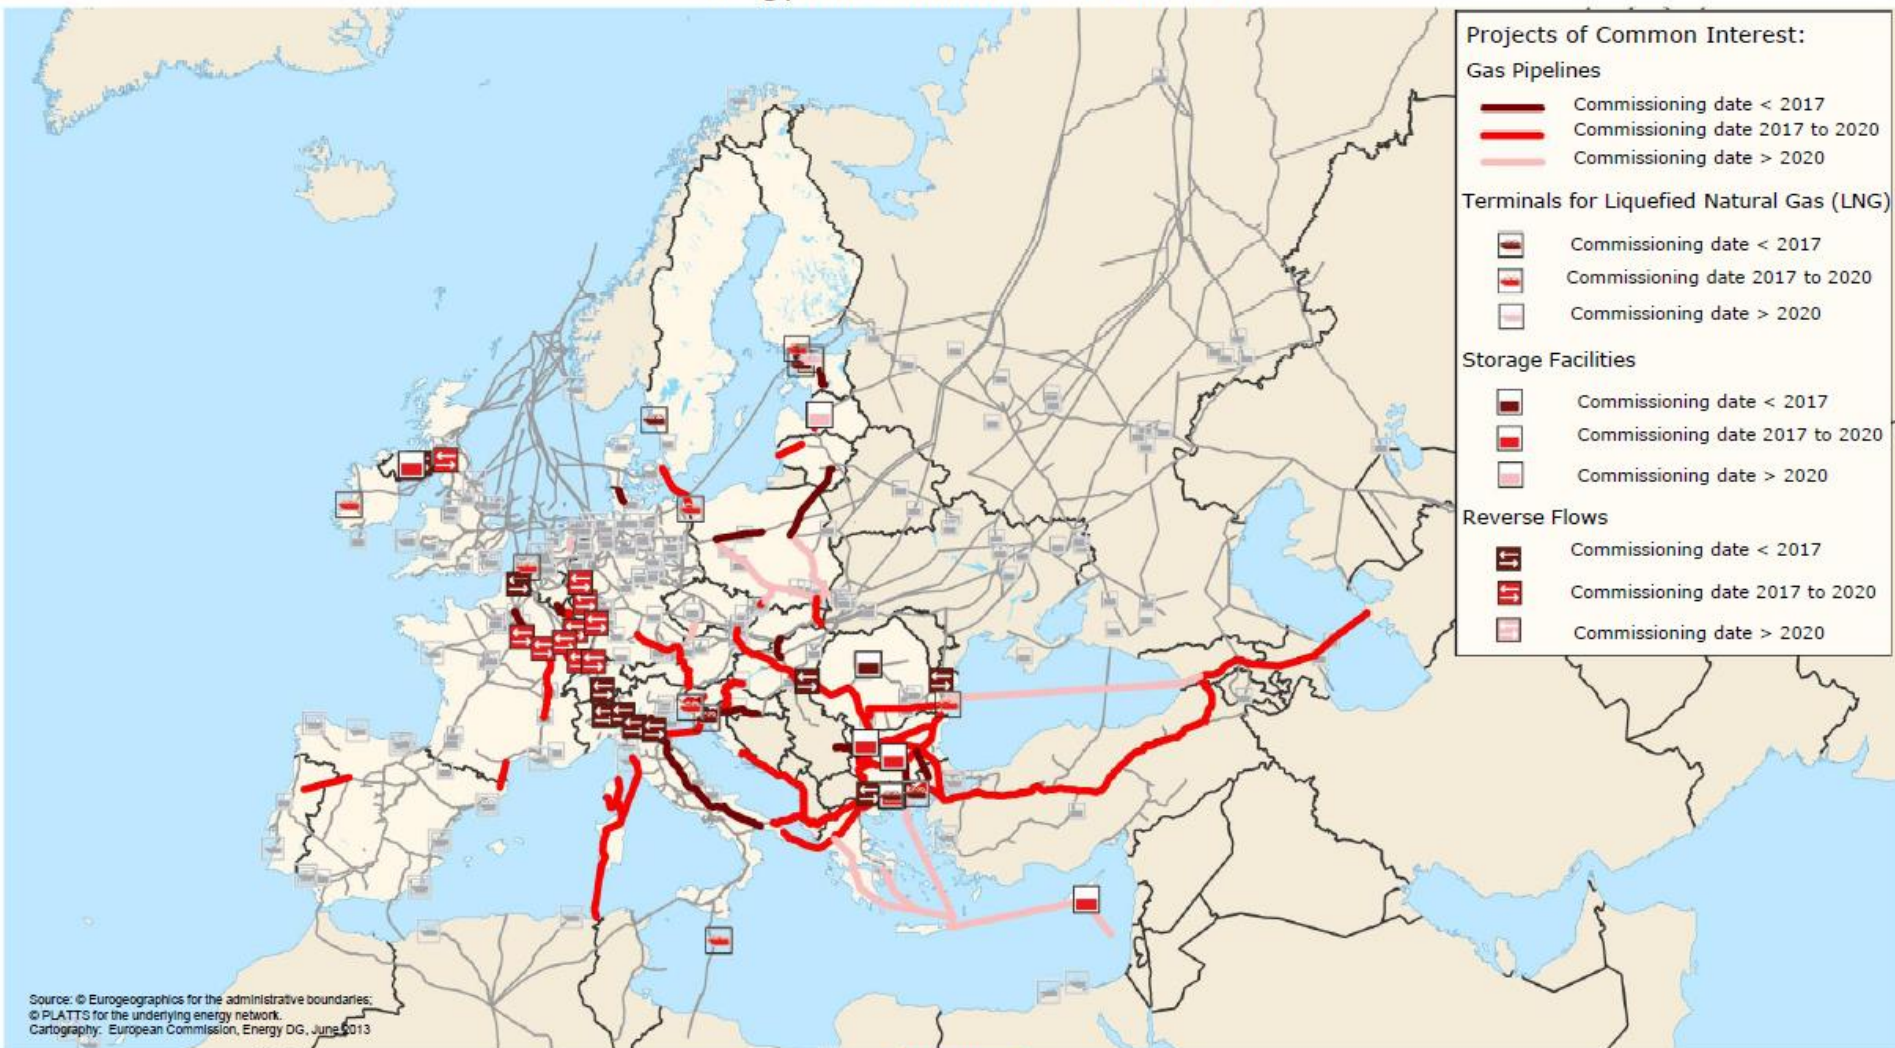 Projects of Common Interest:
Gas Pipelines
Commissioning date < 2017
Commissioning date 2017 to 2020
Commissioning date > 2020
Terminals for Liquefied Natural Gas (LNG)
Commissioning date < 2017
Commissioning date 2017 to 2020
Commissioning date > 2020
Storage Facilities
Commissioning date < 2017
Commissioning date 2017 to 2020
Commissioning date > 2020
Reverse Flows
Commissioning date < 2017
Commissioning date 2017 to 2020
Commissioning date > 2020
Source: © Eurogeographics for the administrative boundaries;
© PLATTS for the underlying energy network.
Cartography: European Commission, Energy DG, June 2013